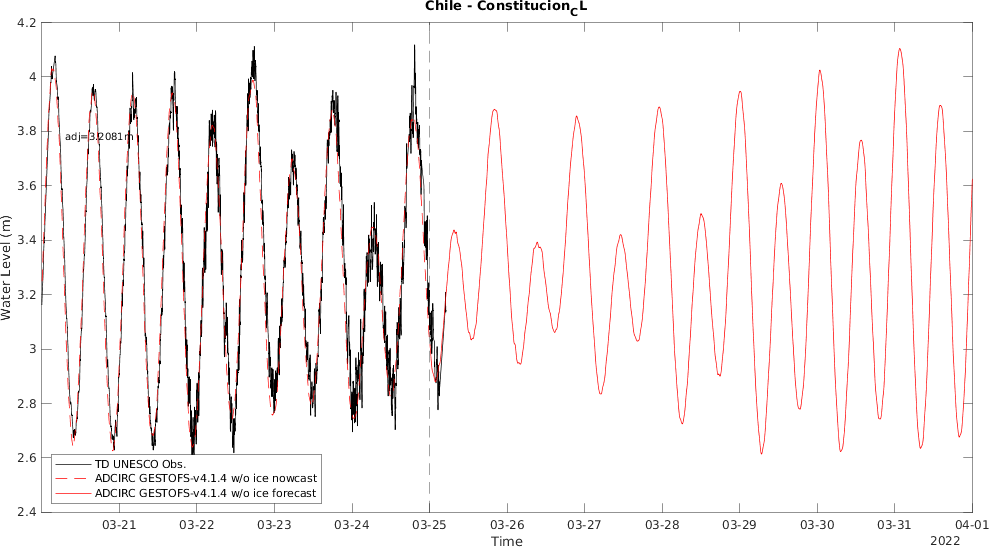 Chile - Constitucion_CL
4.2
4
3.8
3.6
3.4
3.2
3
2.8
2.6
2.4
Water Level (m)
adj=3.2081m
TD UNESCO Obs.
ADCIRC GESTOFS-v4.1.4 w/o ice nowcast
ADCIRC GESTOFS-v4.1.4 w/o ice forecast
03-21 03-22 03-23 03-24 03-25 03-26 03-27 03-28 03-29 03-30 03-31 04-01
Time
2022